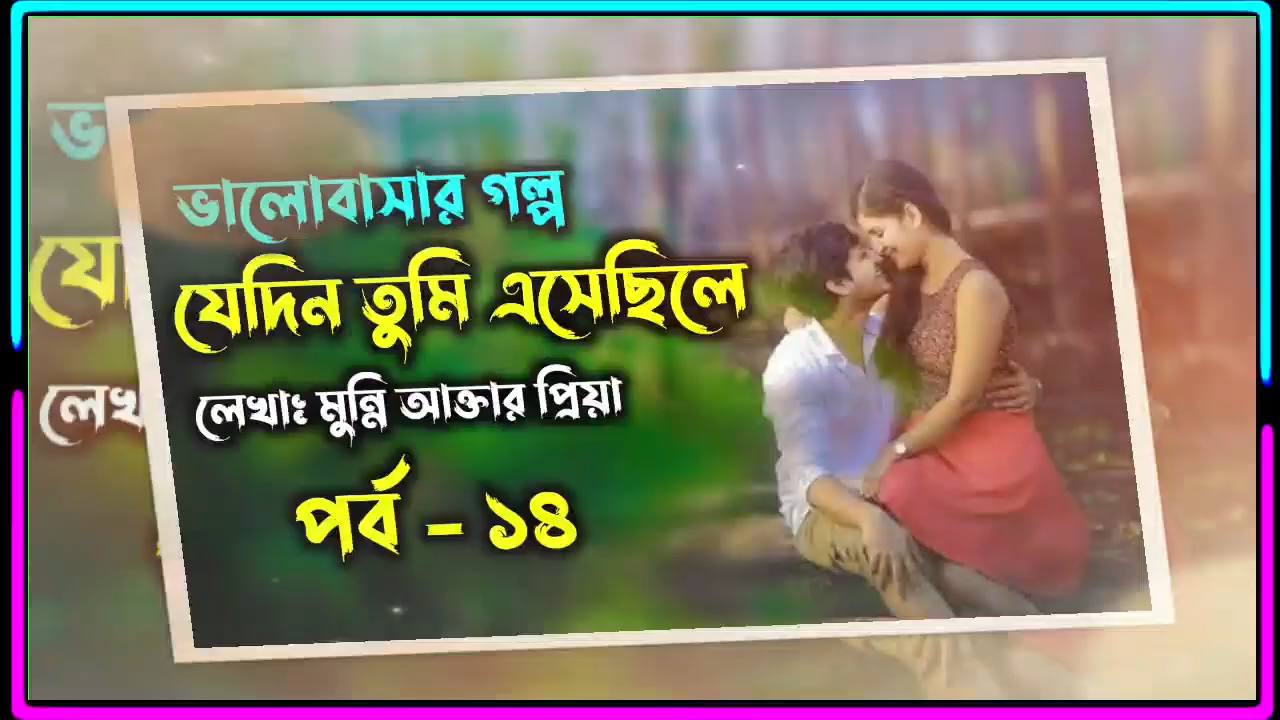 ভালোবাসার গল্প
যেদিন তুমি এসেছিলে
লেখাঃ মুন্নি আক্তার প্রিয়া
পর্ব - ১৪